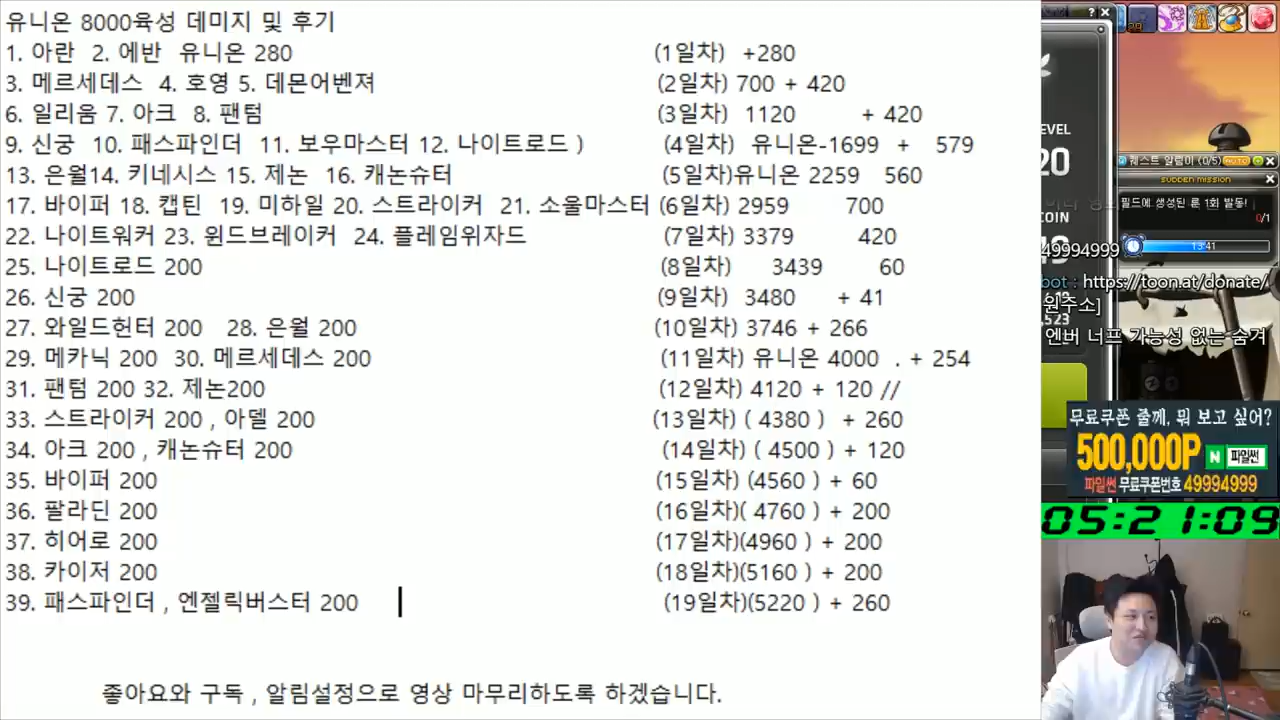 유니온 8000육성 데미지 및 후기
1. 아란 2. 에반 유니온 280 (1일차) +280
3. 메르세데스 4. 호영 5. 데몬어벤져 (2일차) 700 + 420
6. 일리움 7. 아크 8. 팬텀 (3일차) 1120 + 420
9. 신궁 10. 패스파인더 11. 보우마스터 12. 나이트로드 ) (4일차) 유니온-1699 + 579
13. 은월14. 키네시스 15. 제논 16. 캐논슈터 (5일차)유니온 2259 560
17. 바이퍼 18. 캡틴 19. 미하일 20. 스트라이커 21. 소울마스터 (6일차) 2959 700
22. 나이트워커 23. 윈드브레이커 24. 플레임위자드 (7일차) 3379 420
25. 나이트로드 200 (8일차) 3439 60
26. 신궁 200 (9일차) 3480 + 41
27. 와일드헌터 200 28. 은월 200 (10일차) 3746 + 266
29. 메카닉 200 30. 메르세데스 200 (11일차) 유니온 4000 . + 254
31. 팬텀 200 32. 제논200 (12일차) 4120 + 120 //
33. 스트라이커 200 , 아델 200 (13일차) ( 4380 ) + 260
34. 아크 200 , 캐논슈터 200 (14일차) ( 4500 ) + 120
35. 바이퍼 200 (15일차) (4560 ) + 60
36. 팔라딘 200 (16일차)( 4760 ) + 200
37. 히어로 200 (17일차)(4960 ) + 200
38. 카이저 200 (18일차)(5160 ) + 200
39. 패스파인더 , 엔젤릭버스터 200 (19일차)(5220 ) + 260
좋아요와 구독 , 알림설정으로 영상 마무리하도록 하겠습니다.
EVEL
20
COIN
퀘스트 알림이 (0/5) AUTO
SUDDEN MISSION
필드에 생성된 룬 1회 발동!
0/1
13:41
49994999
bot : https://toon.at/donate/
원주소]
,523
엔버 너프 가능성 없는 숨겨
무료쿠폰 줄께, 뭐 보고 싶어?
500,000P N 파일썬
파일썬 무료쿠폰번호 49994999
05:21:09